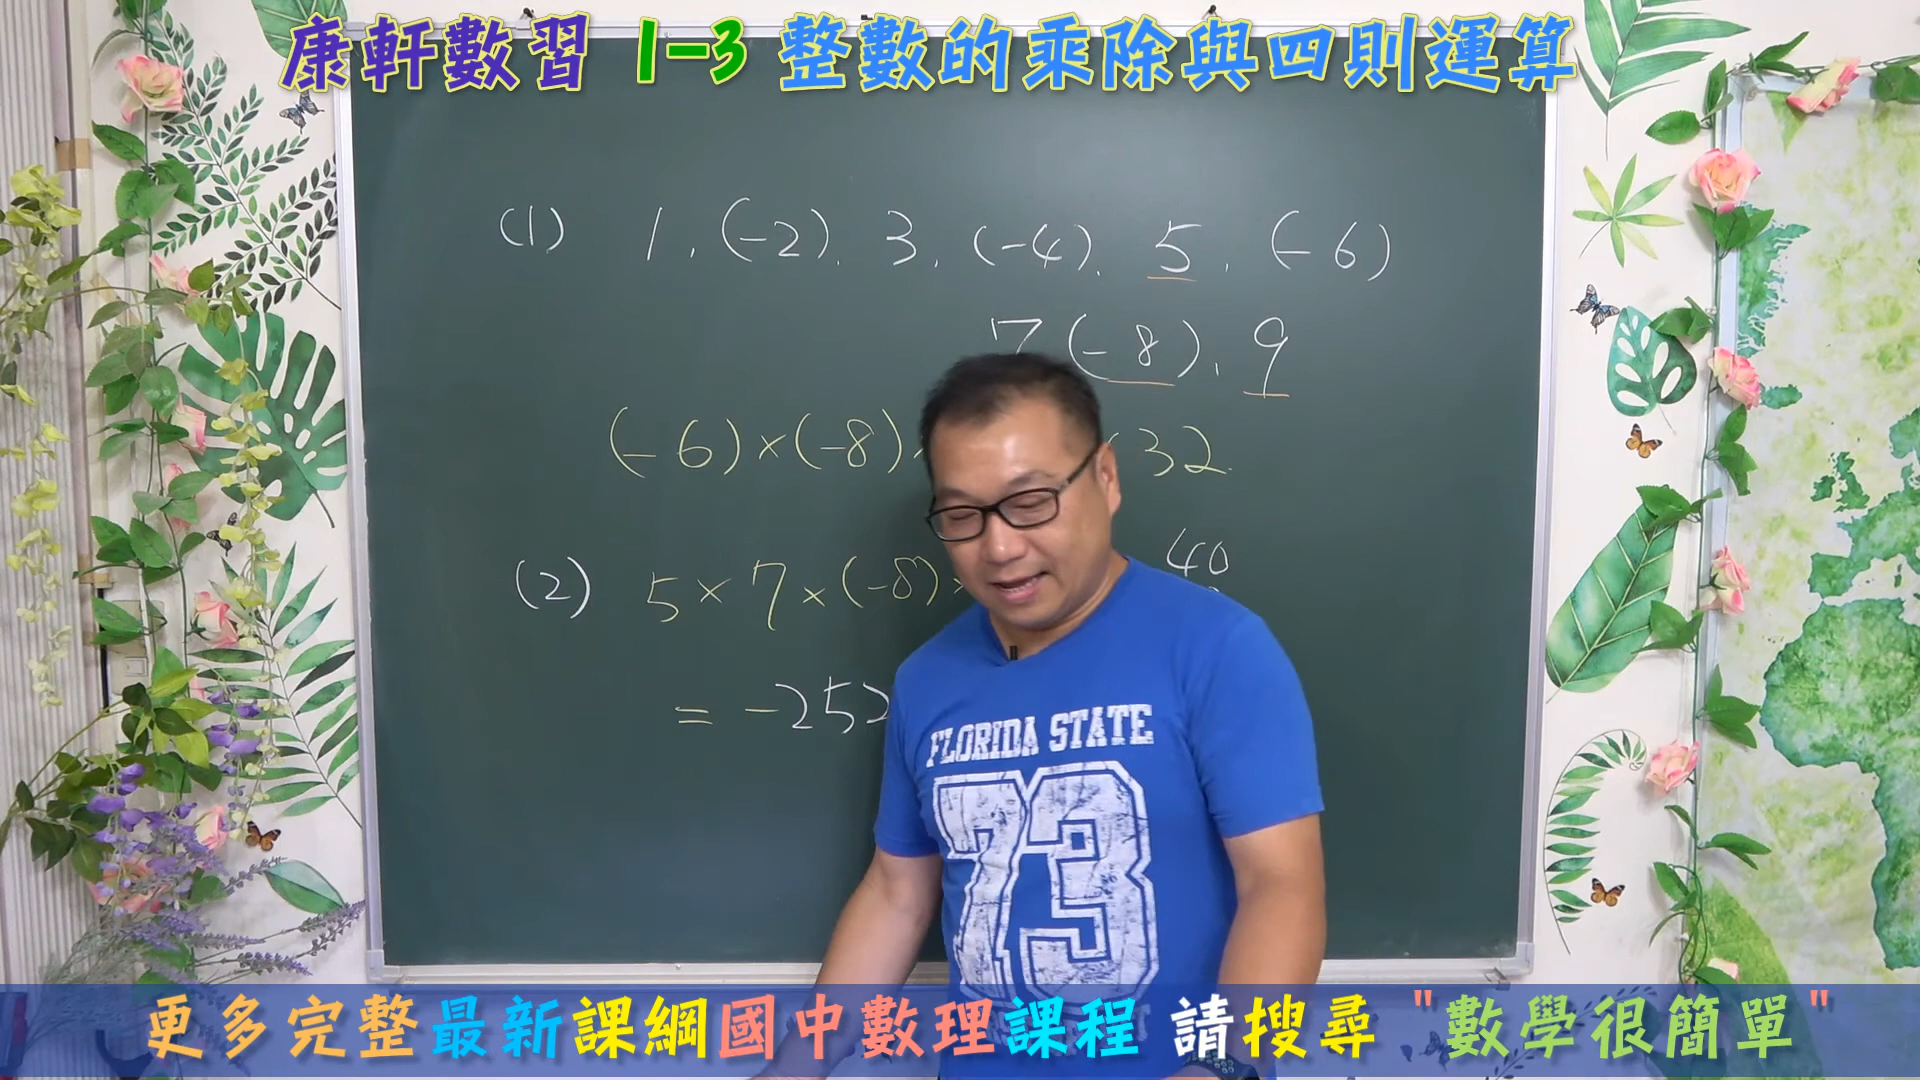 康軒數習 1-3 整數的乘除與四則運算
(1) 1, (-2), 3, (-4), 5, (-6)
7 (-8), 9
(-6)×(-8) 32
(2) 5×7×(-8)× 40
= -252
FLORIDA STATE
73
更多完整最新課綱國中數理課程 請搜尋 "數學很簡單"